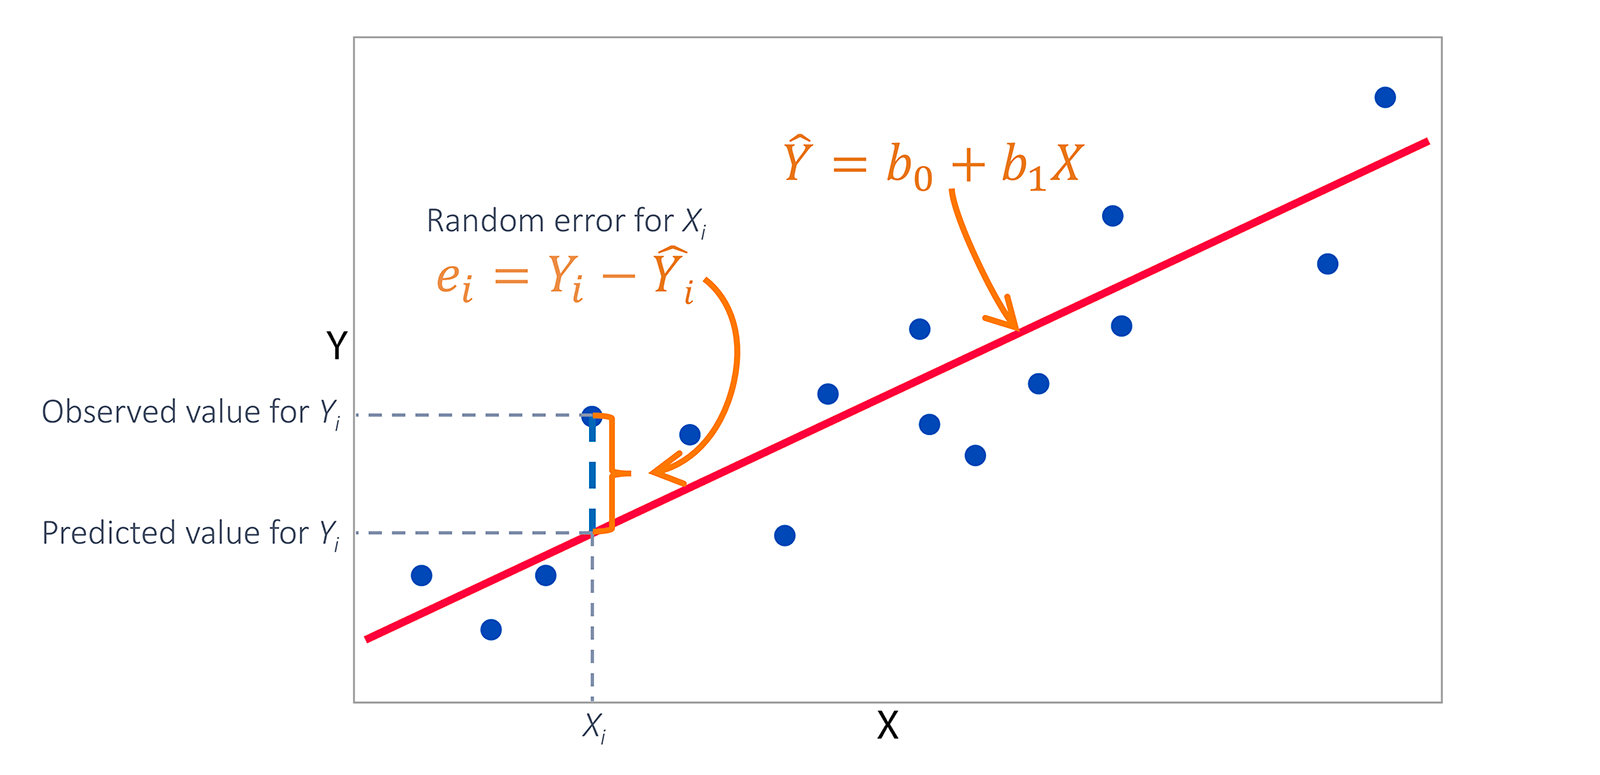 Ŷ = b₀ + b₁X
Random error for Xᵢ
eᵢ = Yᵢ − Ŷᵢ
Y
Observed value for Yᵢ
Predicted value for Yᵢ
Xᵢ
X